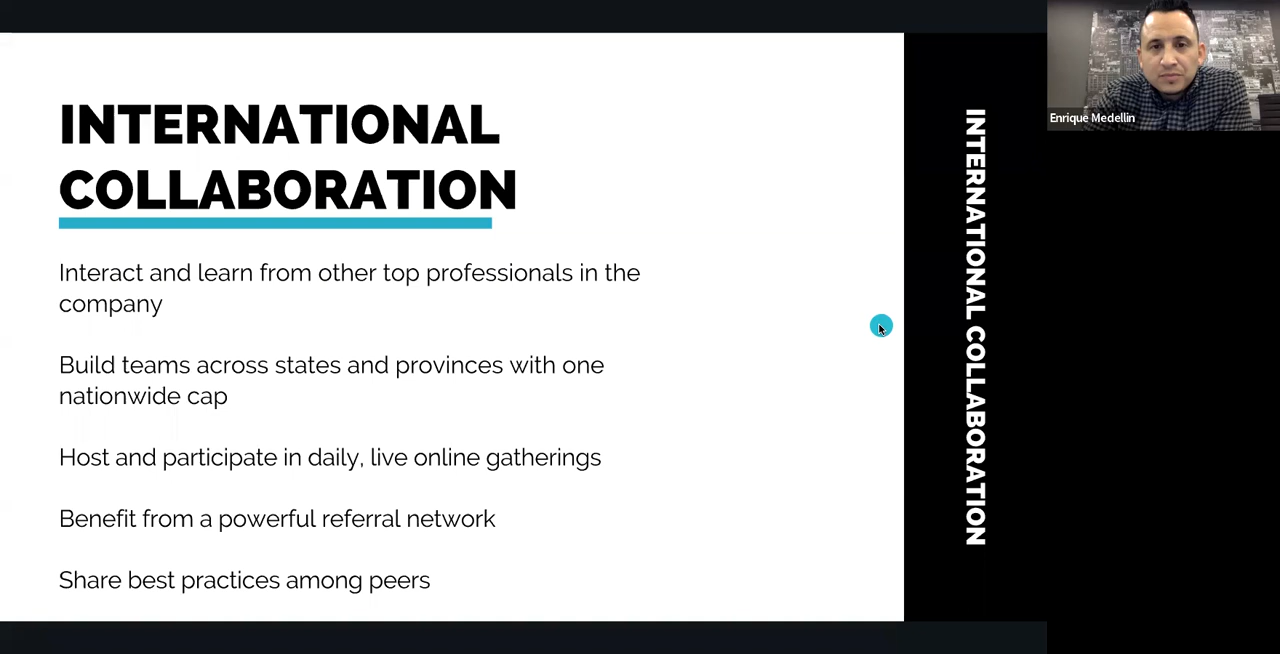 INTERNATIONAL
COLLABORATION
Interact and learn from other top professionals in the
company
Build teams across states and provinces with one
nationwide cap
Host and participate in daily, live online gatherings
Benefit from a powerful referral network
Share best practices among peers
INTERNATIONAL COLLABORATION
Enrique Medellin